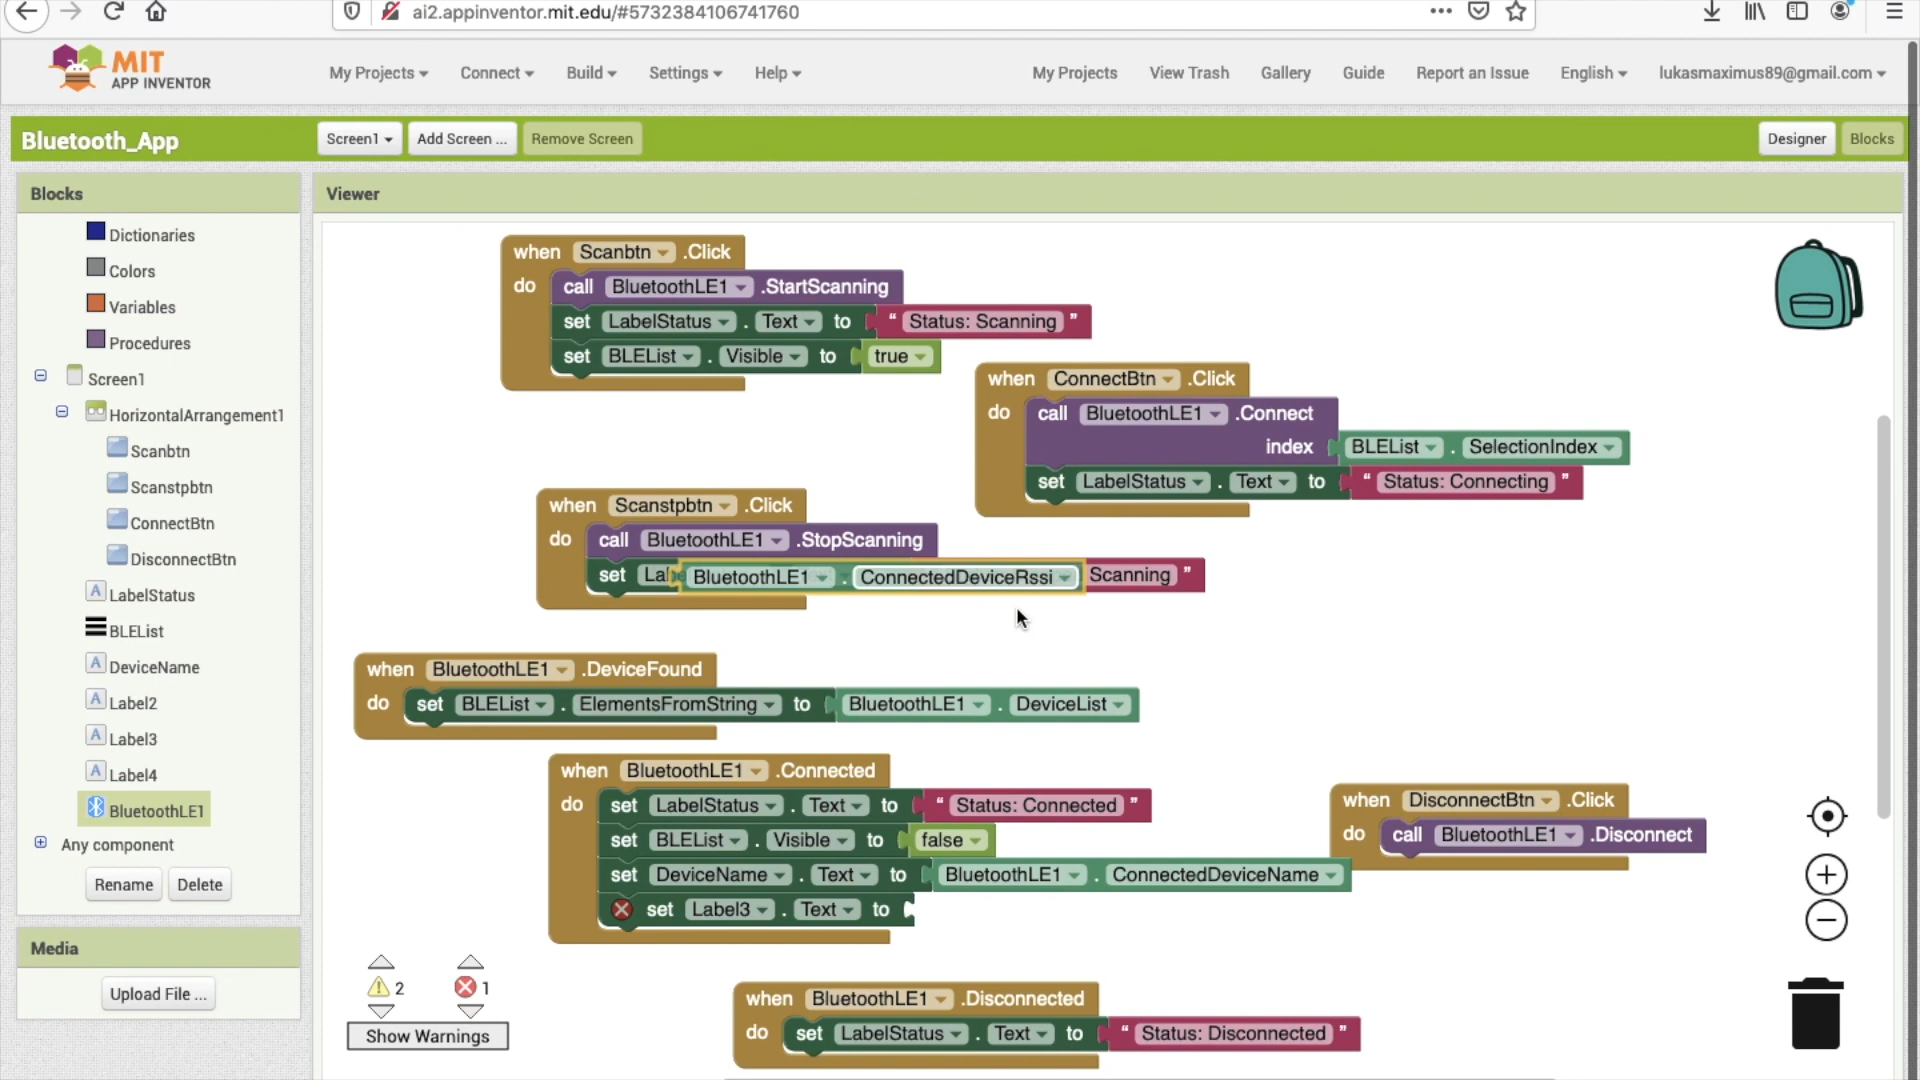 ai2.appinventor.mit.edu/#5732384106741760
MIT
APP INVENTOR
My Projects Connect Build Settings Help My Projects View Trash Gallery Guide Report an Issue English lukasmaximus89@gmail.com
Bluetooth_App
Screen1 Add Screen ... Remove Screen Designer Blocks
Blocks
Viewer
Dictionaries
Colors
Variables
Procedures
Screen1
HorizontalArrangement1
Scanbtn
Scanstpbtn
ConnectBtn
DisconnectBtn
LabelStatus
BLEList
DeviceName
Label2
Label3
Label4
BluetoothLE1
Any component
Rename Delete
Media
Upload File ...
when Scanbtn .Click
do call BluetoothLE1 .StartScanning
set LabelStatus . Text to “ Status: Scanning ”
set BLEList . Visible to true
when ConnectBtn .Click
do call BluetoothLE1 .Connect
index BLEList . SelectionIndex
set LabelStatus . Text to “ Status: Connecting ”
when Scanstpbtn .Click
do call BluetoothLE1 .StopScanning
set BluetoothLE1 . ConnectedDeviceRssi Scanning ”
when BluetoothLE1 .DeviceFound
do set BLEList . ElementsFromString to BluetoothLE1 . DeviceList
when BluetoothLE1 .Connected
do set LabelStatus . Text to “ Status: Connected ”
set BLEList . Visible to false
set DeviceName . Text to BluetoothLE1 . ConnectedDeviceName
set Label3 . Text to
when DisconnectBtn .Click
do call BluetoothLE1 .Disconnect
2 1
Show Warnings
when BluetoothLE1 .Disconnected
do set LabelStatus . Text to “ Status: Disconnected ”